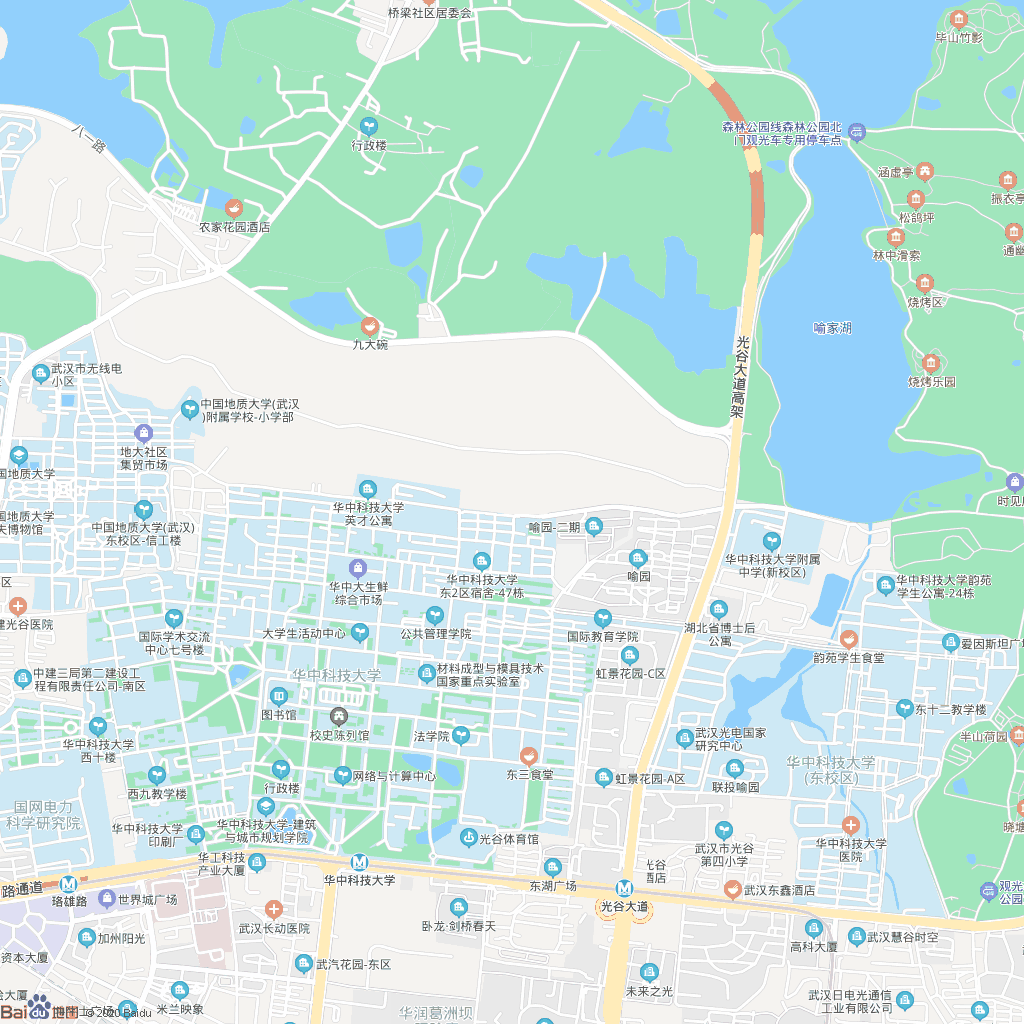 桥梁社区居委会
毕山竹影
森林公园线森林公园北
门观光车专用停车点
八一路
行政楼
涵虚亭
振衣亭
松鸽坪
农家花园酒店
林中滑索
烧烤区
喻家湖
九大碗
光谷大道高架
烧烤乐园
武汉市无线电
小区
中国地质大学(武汉
)附属学校-小学部
地大社区
集贸市场
国地质大学
华中科技大学
英才公寓
国地质大学
中国地质大学(武汉)
东校区-信工楼
喻园-二期
华中科技大学附属
中学(新校区)
喻园
华中科技大学
东2区宿舍-47栋
华中大生鲜
综合市场
华中科技大学韵苑
学生公寓-24栋
区
建光谷医院
国际学术交流
中心七号楼
大学生活动中心
公共管理学院
国际教育学院
湖北省博士后
公寓
韵苑学生食堂
爱因斯坦广场
中建三局第二建设工
程有限责任公司-南区
华中科技大学
材料成型与模具技术
国家重点实验室
虹景花园-C区
图书馆
东十二教学楼
校史陈列馆
法学院
武汉光电国家
研究中心
半山荷园
华中科技大学
西十楼
西九教学楼
行政楼
网络与计算中心
东三食堂
虹景花园-A区
联投喻园
华中科技大学
(东校区)
国网电力
科学研究院
华中科技大学
印刷厂
华中科技大学-建筑
与城市规划学院
光谷体育馆
武汉市光谷
第四小学
华中科技大学
医院
华工科技
产业大厦
华中科技大学
东湖广场
光谷
酒店
武汉东鑫酒店
路通道
珞雄路
世界城广场
光谷大道
武汉长动医院
卧龙·剑桥春天
加州阳光
资本大厦
高科大厦
武汉慧谷时空
武汉花园-东区
未来之光
米兰映象
华润葛洲坝
武汉日电光通信
工业有限公司
Bai du 地图 © 2020 Baidu